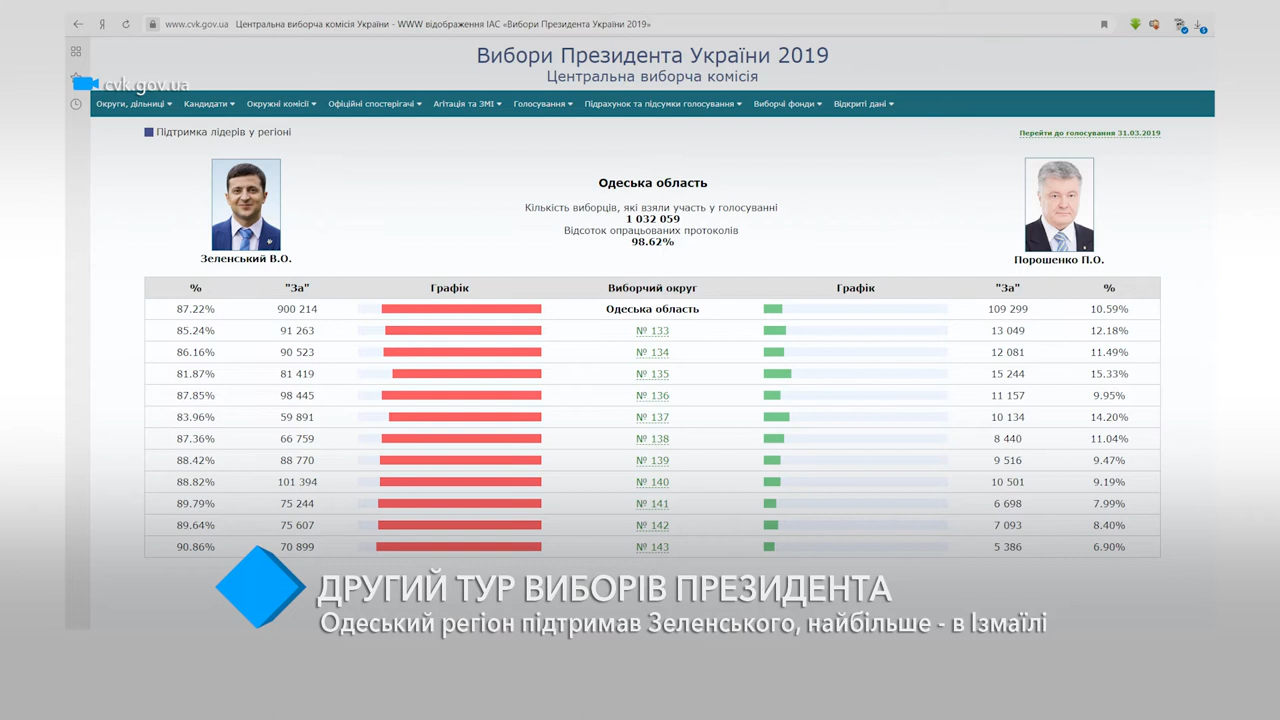 www.cvk.gov.ua Центральна виборча комісія України - WWW відображення ІАС «Вибори Президента України 2019»
Вибори Президента України 2019
Центральна виборча комісія
cvk.gov.ua
Округи, дільниці Кандидати Окружні комісії Офіційні спостерігачі Агітація та ЗМІ Голосування Підрахунок та підсумки голосування Виборчі фонди Відкриті дані
Підтримка лідерів у регіоні
Перейти до голосування 31.03.2019
Одеська область
Кількість виборців, які взяли участь у голосуванні
1 032 059
Відсоток опрацьованих протоколів
98.62%
Зеленський В.О.
Порошенко П.О.
% "За" Графік Виборчий округ Графік "За" %
87.22% 900 214 Одеська область 109 299 10.59%
85.24% 91 263 № 133 13 049 12.18%
86.16% 90 523 № 134 12 081 11.49%
81.87% 81 419 № 135 15 244 15.33%
87.85% 98 445 № 136 11 157 9.95%
83.96% 59 891 № 137 10 134 14.20%
87.36% 66 759 № 138 8 440 11.04%
88.42% 88 770 № 139 9 516 9.47%
88.82% 101 394 № 140 10 501 9.19%
89.79% 75 244 № 141 6 698 7.99%
89.64% 75 607 № 142 7 093 8.40%
90.86% 70 899 № 143 5 386 6.90%
ДРУГИЙ ТУР ВИБОРІВ ПРЕЗИДЕНТА
Одеський регіон підтримав Зеленського, найбільше - в Ізмаїлі